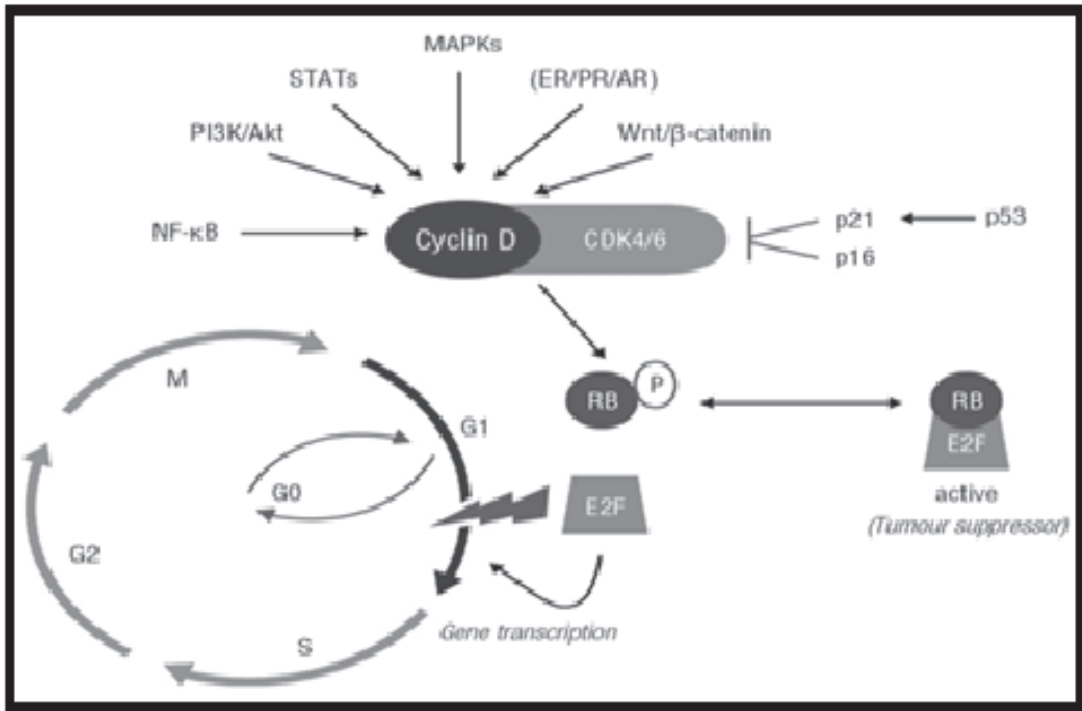 MAPKs
STATs
(ER/PR/AR)
PI3K/Akt
Wnt/β-catenin
NF-κB
Cyclin D
CDK4/6
p21
p53
p16
M
RB
P
RB
G1
E2F
G0
E2F
active
(Tumour suppressor)
G2
Gene transcription
S